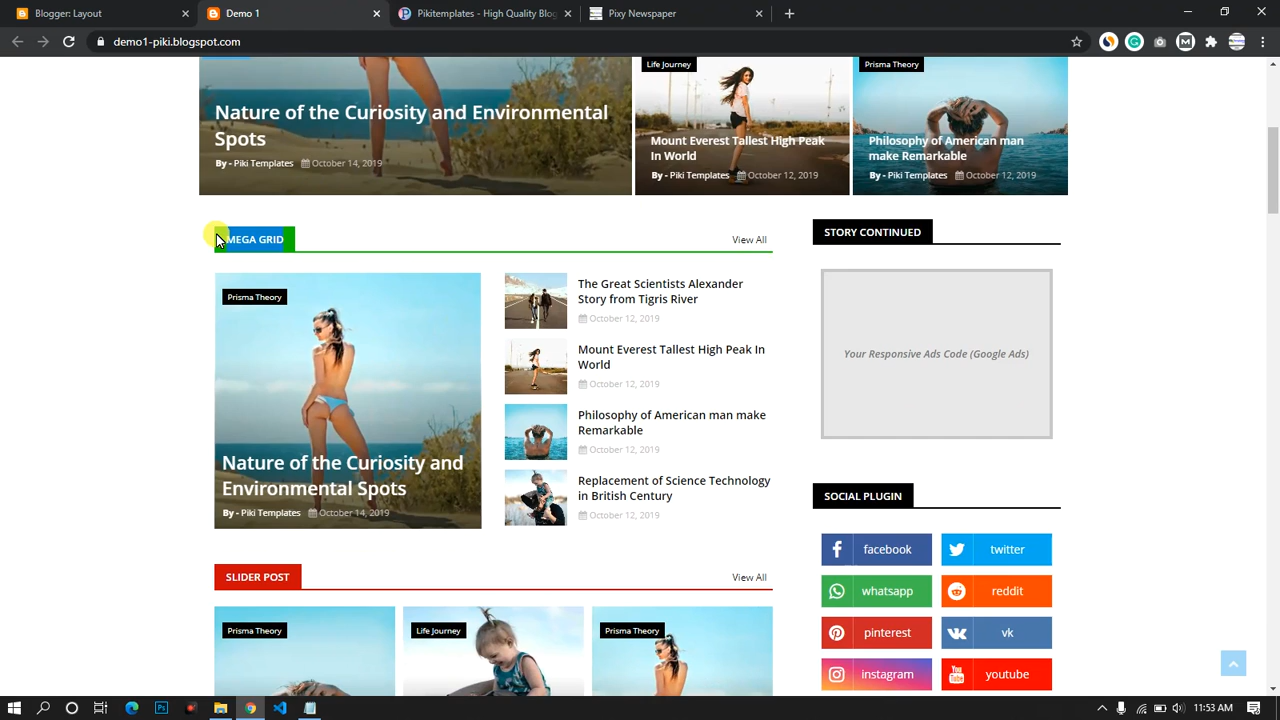 Blogger: Layout
Demo 1
Pikitemplates - High Quality Blog
Pixy Newspaper
demo1-piki.blogspot.com
Nature of the Curiosity and Environmental
Spots
By - Piki Templates October 14, 2019
Life Journey
Mount Everest Tallest High Peak
In World
By - Piki Templates October 12, 2019
Prisma Theory
Philosophy of American man
make Remarkable
By - Piki Templates October 12, 2019
MEGA GRID
View All
Prisma Theory
Nature of the Curiosity and
Environmental Spots
By - Piki Templates October 14, 2019
The Great Scientists Alexander
Story from Tigris River
October 12, 2019
Mount Everest Tallest High Peak In
World
October 12, 2019
Philosophy of American man make
Remarkable
October 12, 2019
Replacement of Science Technology
in British Century
October 12, 2019
STORY CONTINUED
Your Responsive Ads Code (Google Ads)
SOCIAL PLUGIN
facebook
twitter
whatsapp
reddit
pinterest
vk
instagram
youtube
SLIDER POST
View All
Prisma Theory
Life Journey
Prisma Theory
11:53 AM